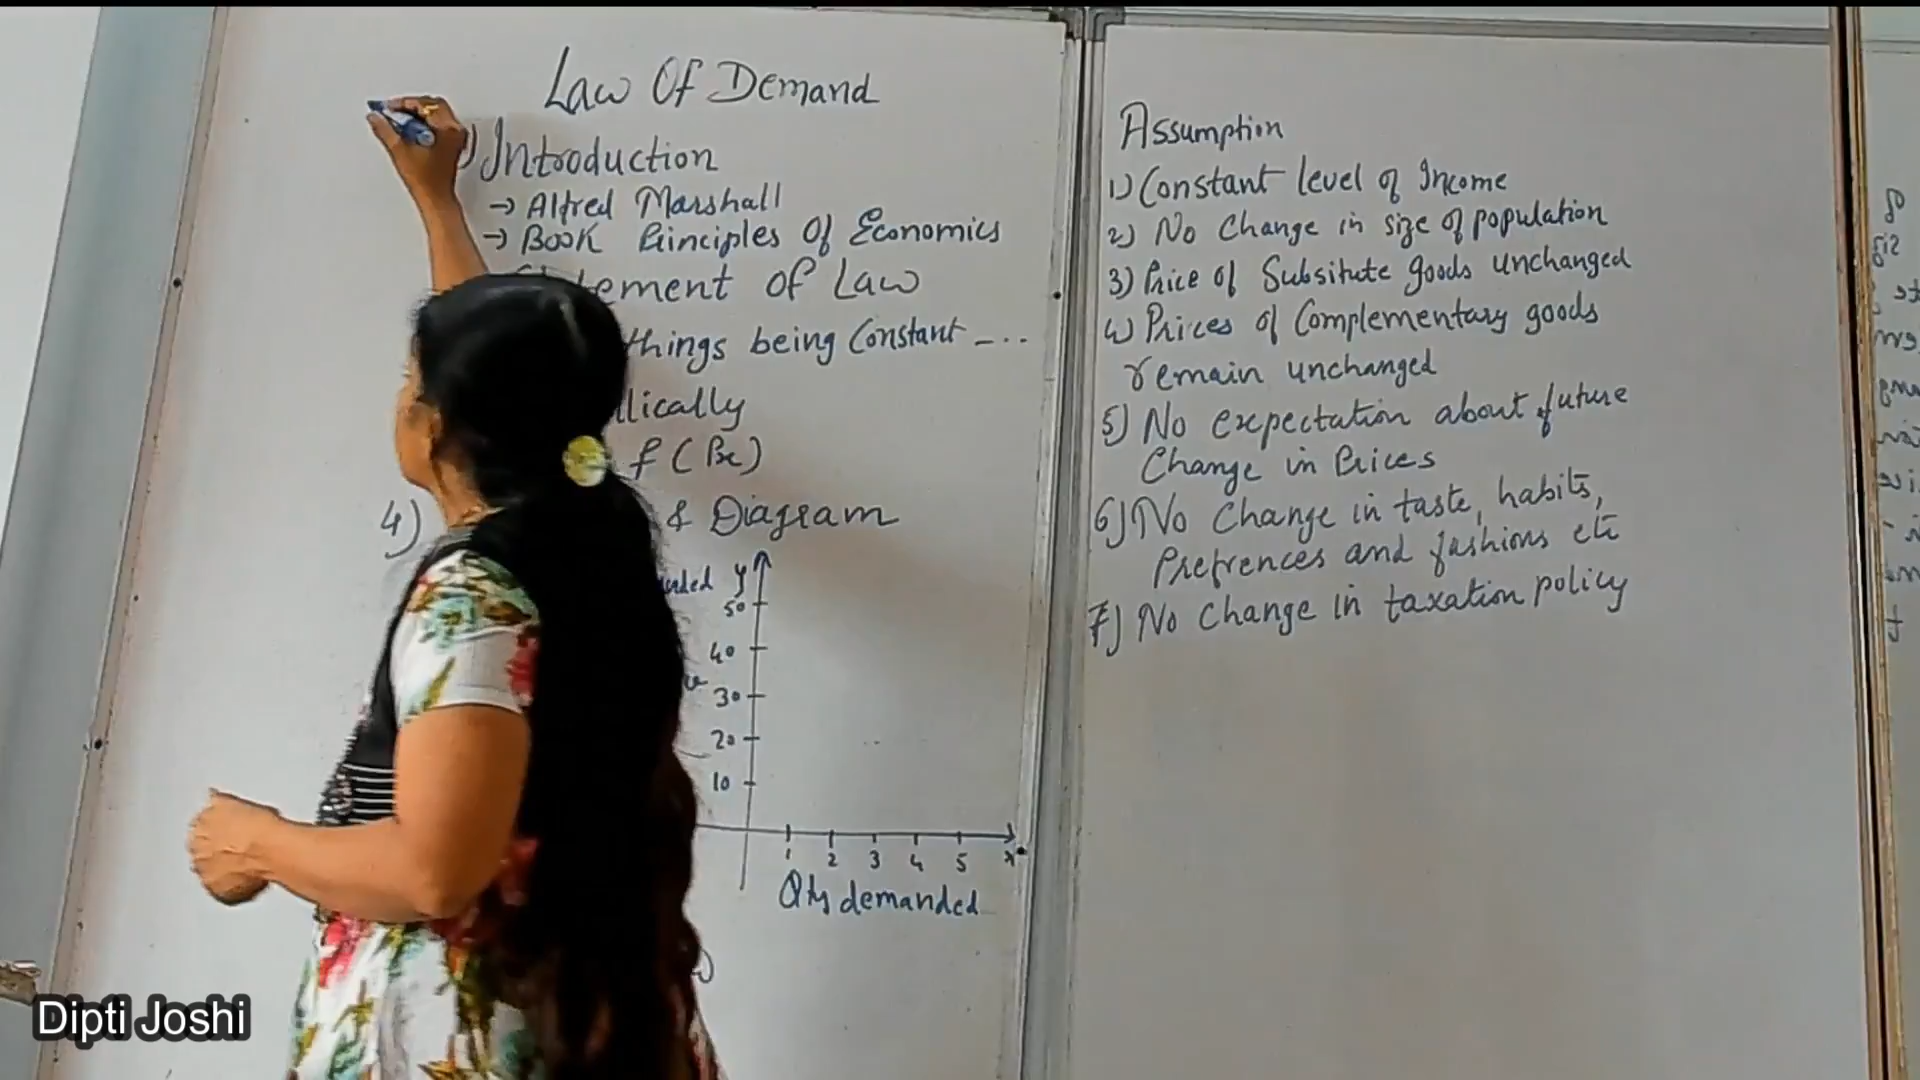 Law Of Demand
1) Introduction
→ Alfred Marshall
→ Book Principles Of Economics
Statement Of Law
things being Constant - ...
f (Px)
4) & Diagram
y
50
40
30
20
10
1 2 3 4 5 x
Qty demanded
Assumption
1) Constant level of Income
2) No Change in size of population
3) Price of Subsitute goods unchanged
4) Prices of Complementary goods
remain unchanged
5) No expectation about future
Change in Prices
6) No Change in taste, habits,
Prefrences and fashions etc
7) No Change in taxation policy
Dipti Joshi